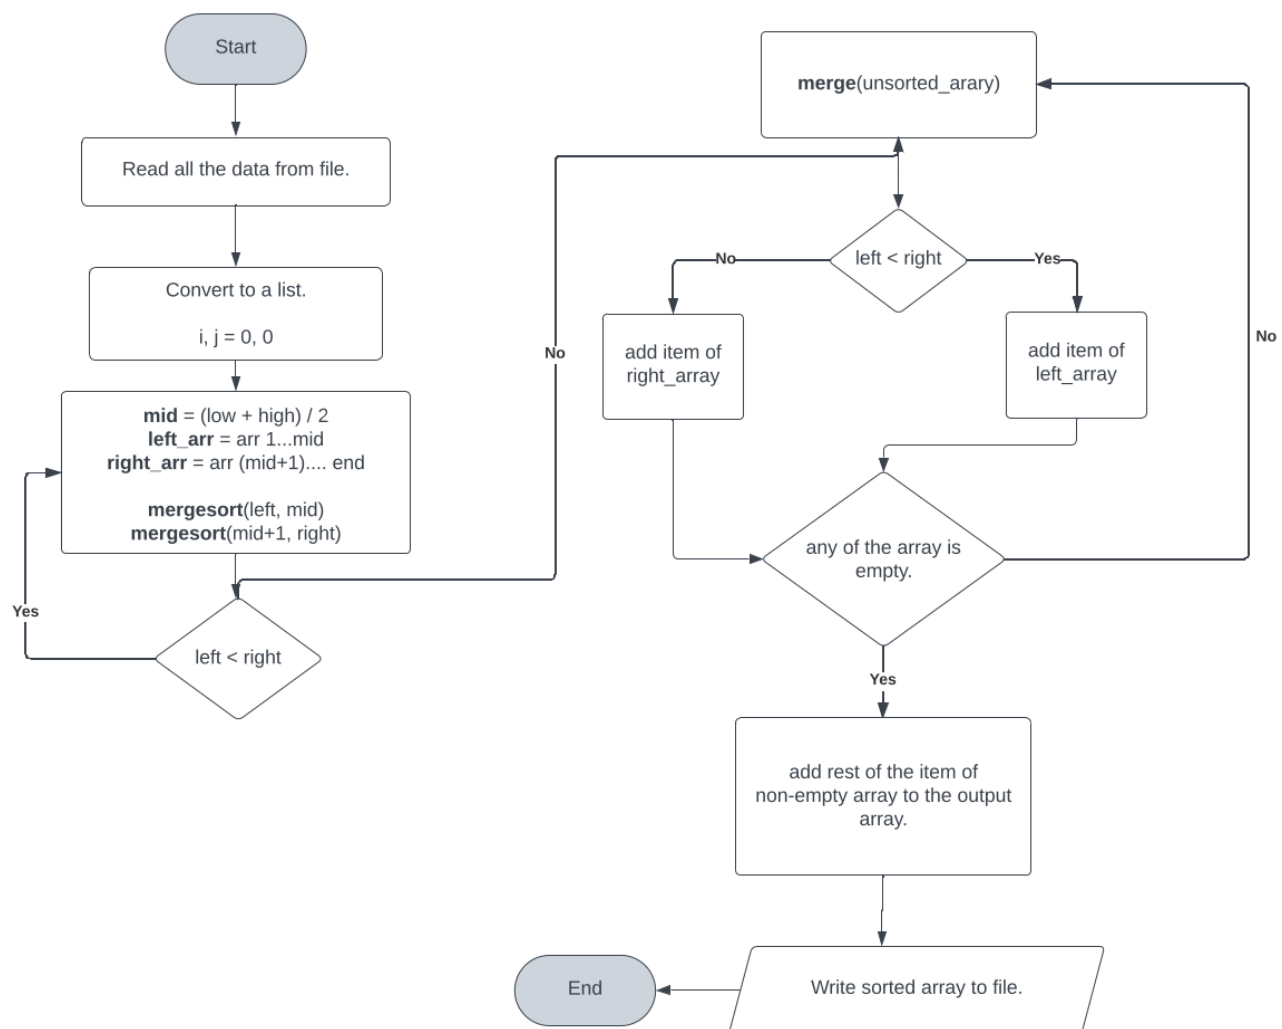 Start
Read all the data from file.
Convert to a list.
i, j = 0, 0
mid = (low + high) / 2
left_arr = arr 1...mid
right_arr = arr (mid+1).... end
mergesort(left, mid)
mergesort(mid+1, right)
Yes
left < right
No
merge(unsorted_arary)
left < right
No
Yes
add item of
right_array
add item of
left_array
No
any of the array is
empty.
Yes
add rest of the item of
non-empty array to the output
array.
Write sorted array to file.
End